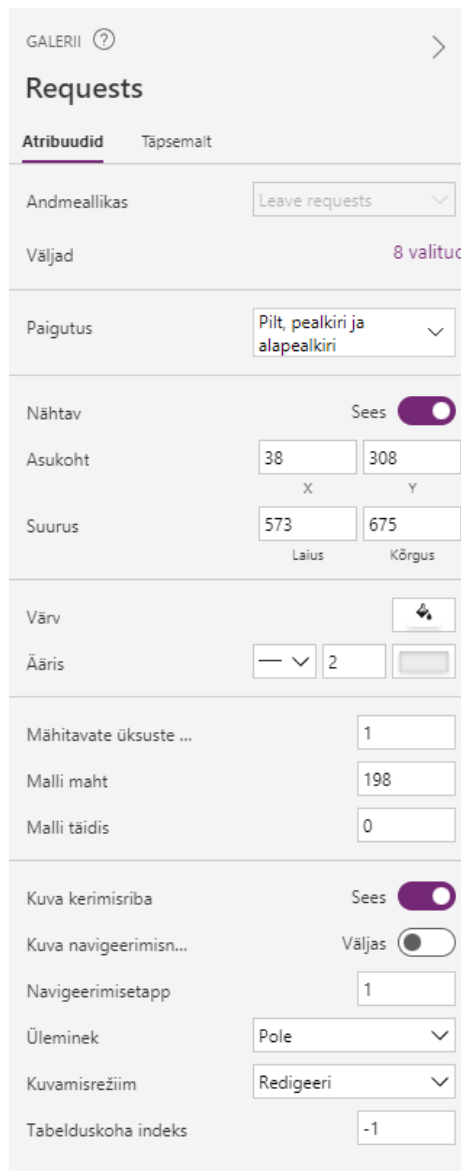 GALERII ?
Requests
Atribuudid Täpsemalt
Andmeallikas Leave requests
Väljad 8 valitud
Paigutus Pilt, pealkiri ja
alapealkiri
Nähtav Sees
Asukoht 38 308
X Y
Suurus 573 675
Laius Kõrgus
Värv
Ääris 2
Mähitavate üksuste ... 1
Malli maht 198
Malli täidis 0
Kuva kerimisriba Sees
Kuva navigeerimisn... Väljas
Navigeerimisetapp 1
Üleminek Pole
Kuvamisrežiim Redigeeri
Tabelduskoha indeks -1